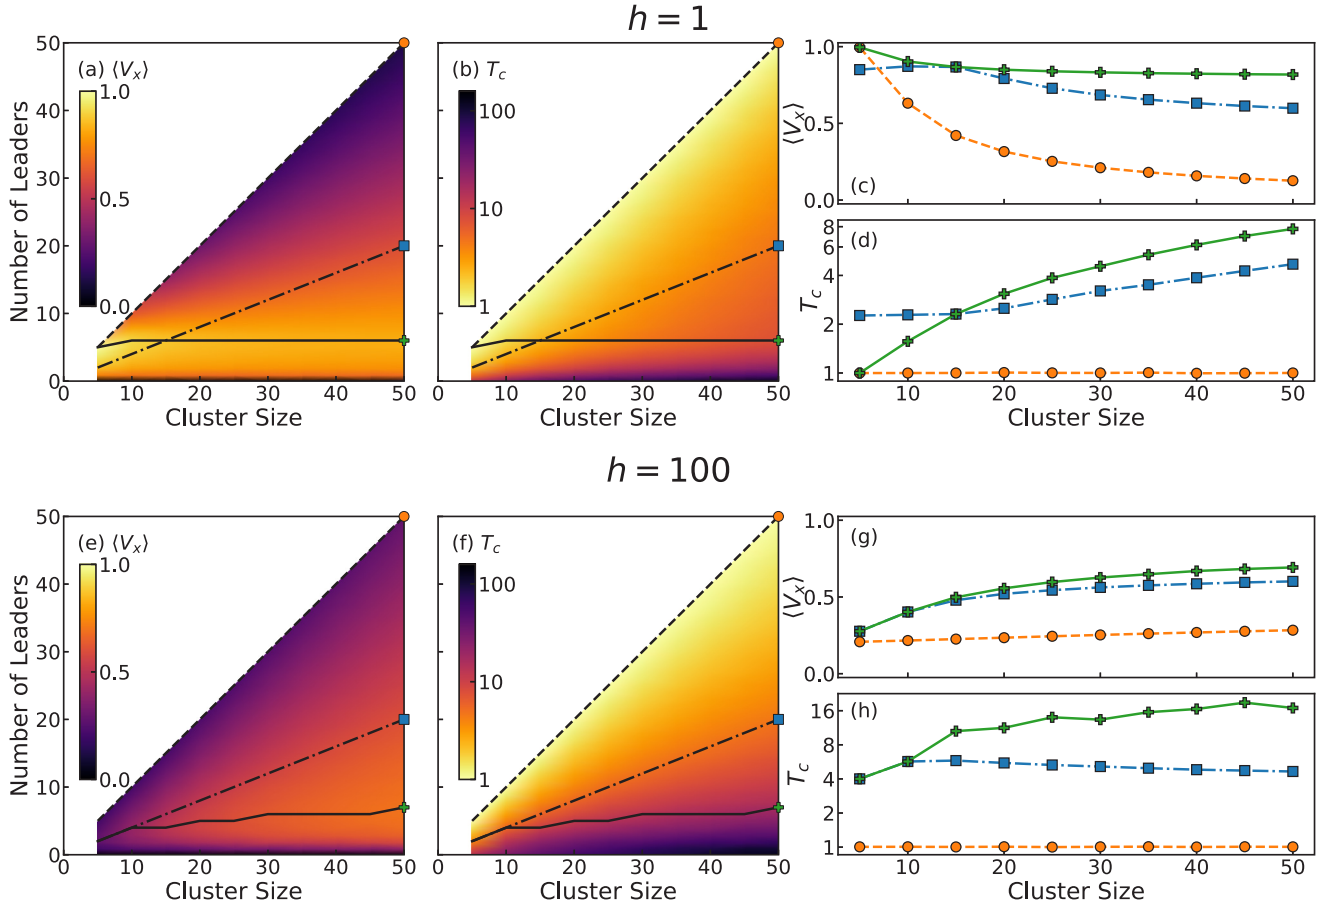 h = 1
(a) ⟨Vx⟩
(b) Tc
(c)
(d)
Number of Leaders
0
10
20
30
40
50
1.0
0.5
0.0
100
10
1
0 10 20 30 40 50
Cluster Size
0 10 20 30 40 50
Cluster Size
⟨Vx⟩
1.0
0.5
0.0
Tc
8
6
4
2
1
10 20 30 40 50
Cluster Size
h = 100
(e) ⟨Vx⟩
(f) Tc
(g)
(h)
Number of Leaders
50
40
30
20
10
0
1.0
0.5
0.0
100
10
1
0 10 20 30 40 50
Cluster Size
0 10 20 30 40 50
Cluster Size
⟨Vx⟩
1.0
0.5
0.0
Tc
16
8
4
2
1
10 20 30 40 50
Cluster Size